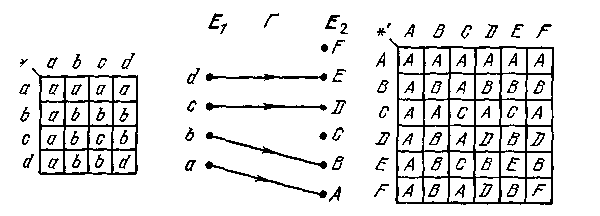 * a b c d
a a a a a
b a b b b
c a b c b
d a b b d
E₁ Г E₂
F
d E
c D
C
b B
a A
*' A B C D E F
A A A A A A A
B A B A B B B
C A A C A C A
D A B A D B D
E A B C B E B
F A B A D B F